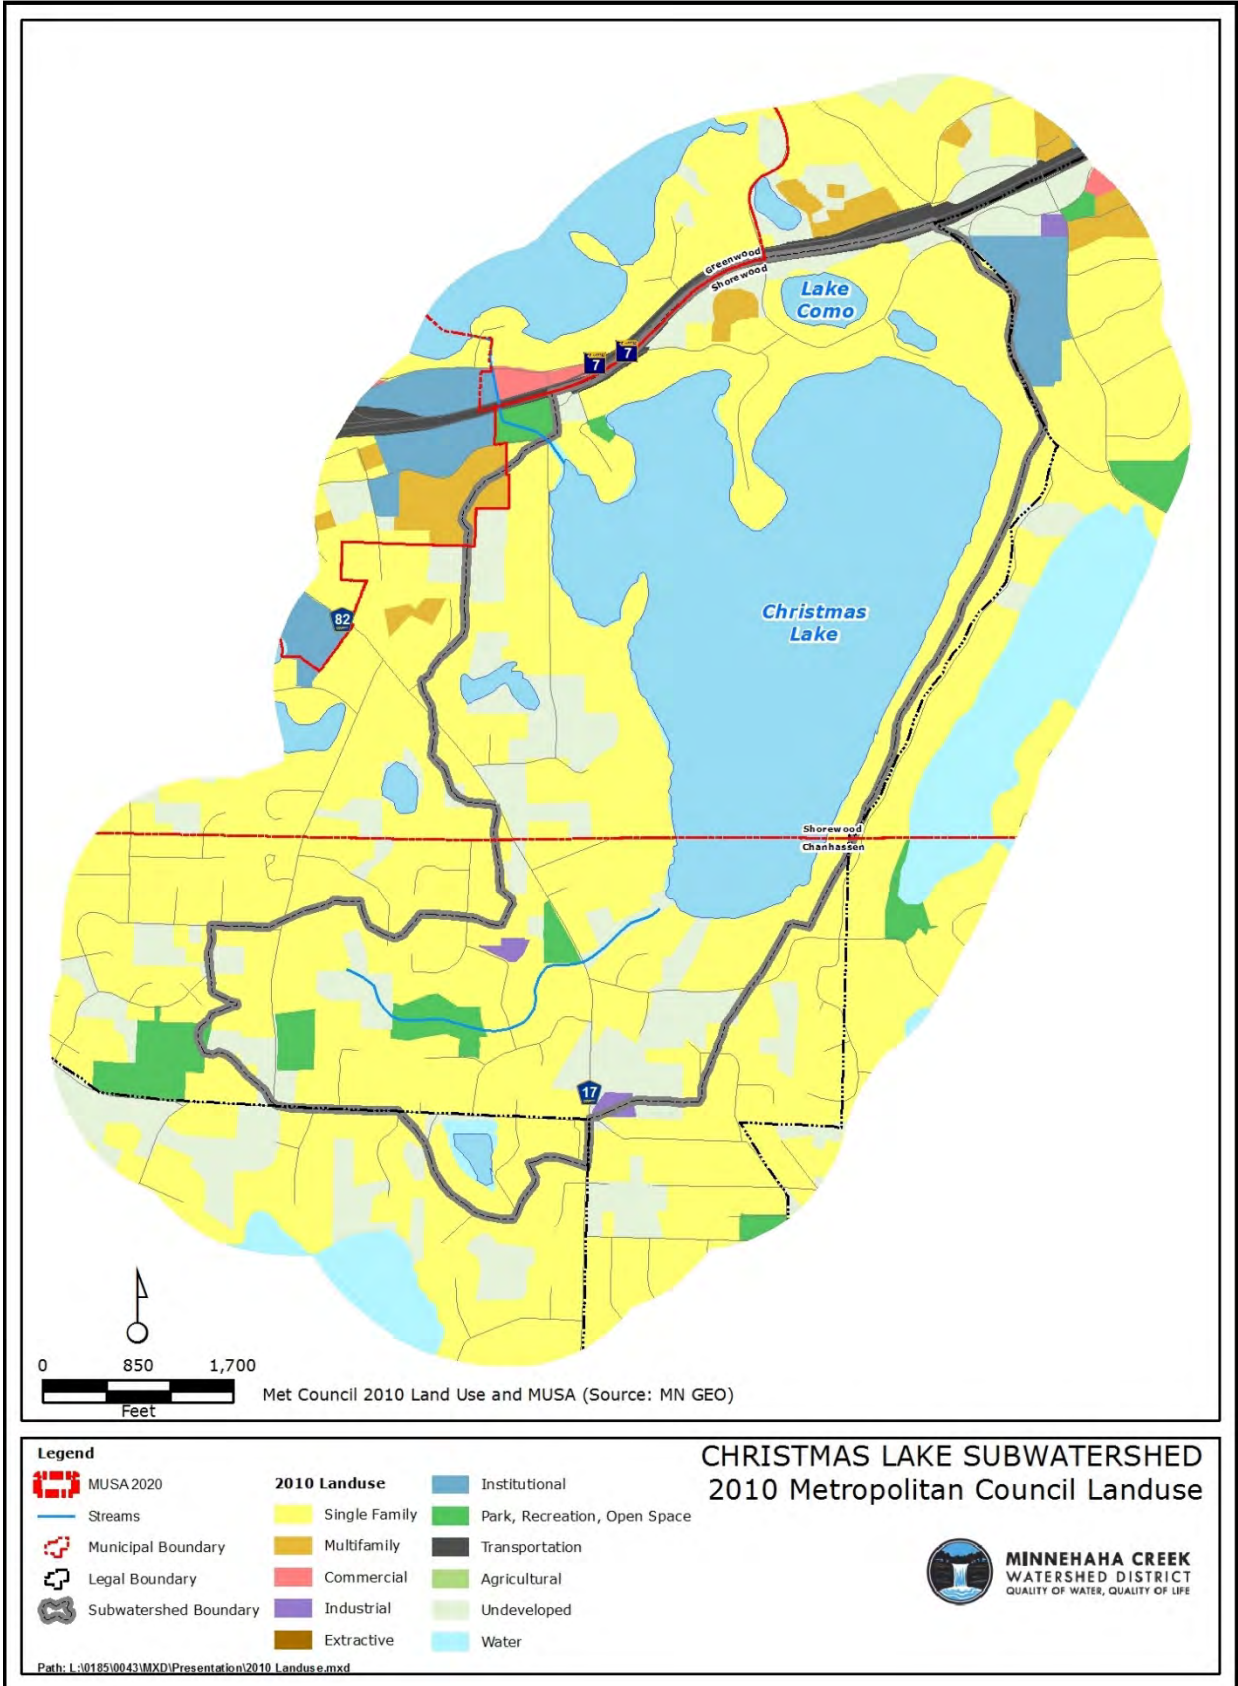 Greenwood
Shorewood
7
7
Lake
Como
82
Christmas
Lake
Shorewood
Chanhassen
17
0 850 1,700
Feet
Met Council 2010 Land Use and MUSA (Source: MN GEO)
CHRISTMAS LAKE SUBWATERSHED
2010 Metropolitan Council Landuse
Legend
MUSA 2020
Streams
Municipal Boundary
Legal Boundary
Subwatershed Boundary
2010 Landuse
Single Family
Multifamily
Commercial
Industrial
Extractive
Institutional
Park, Recreation, Open Space
Transportation
Agricultural
Undeveloped
Water
MINNEHAHA CREEK
WATERSHED DISTRICT
QUALITY OF WATER, QUALITY OF LIFE
Path: L:\0185\0043\MXD\Presentation\2010 Landuse.mxd